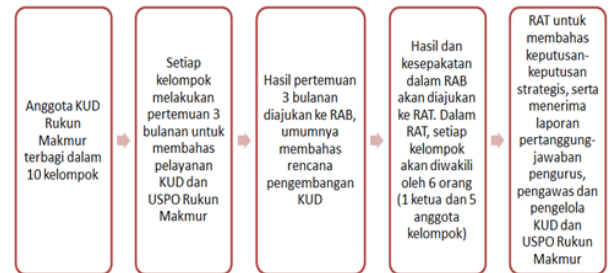 Anggota KUD
Rukun
Makmur
terbagi dalam
10 kelompok
Setiap
kelompok
melakukan
pertemuan 3
bulanan untuk
membahas
pelayanan
KUD dan
USPO Rukun
Makmur
Hasil pertemuan
3 bulanan
diajukan ke RAB,
umumnya
membahas
rencana
pengembangan
KUD
Hasil dan
kesepakatan
dalam RAB
akan diajukan
ke RAT. Dalam
RAT, setiap
kelompok
akan diwakili
oleh 6 orang
(1 ketua dan 5
anggota
kelompok)
RAT untuk
membahas
keputusan-
keputusan
strategis, serta
menerima
laporan
pertanggung-
jawaban
pengurus,
pengawas dan
pengelola
KUD dan
USPO Rukun
Makmur